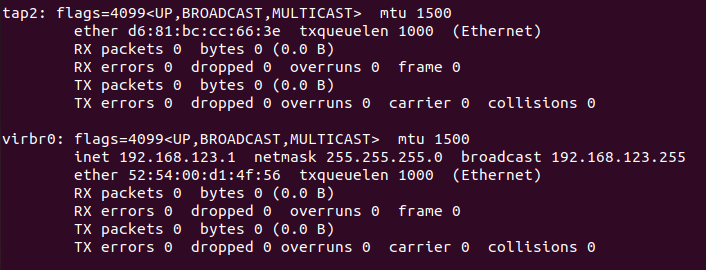 tap2: flags=4099<UP,BROADCAST,MULTICAST>  mtu 1500
        ether d6:81:bc:cc:66:3e  txqueuelen 1000  (Ethernet)
        RX packets 0  bytes 0 (0.0 B)
        RX errors 0  dropped 0  overruns 0  frame 0
        TX packets 0  bytes 0 (0.0 B)
        TX errors 0  dropped 0 overruns 0  carrier 0  collisions 0

virbr0: flags=4099<UP,BROADCAST,MULTICAST>  mtu 1500
        inet 192.168.123.1  netmask 255.255.255.0  broadcast 192.168.123.255
        ether 52:54:00:d1:4f:56  txqueuelen 1000  (Ethernet)
        RX packets 0  bytes 0 (0.0 B)
        RX errors 0  dropped 0  overruns 0  frame 0
        TX packets 0  bytes 0 (0.0 B)
        TX errors 0  dropped 0 overruns 0  carrier 0  collisions 0